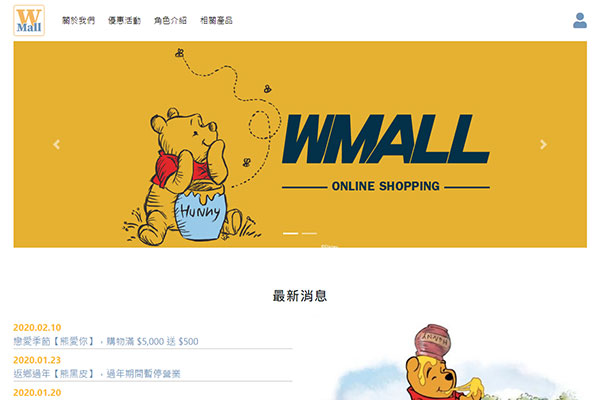 W
Mall
關於我們 優惠活動 角色介紹 相關產品
WMALL
ONLINE SHOPPING
HUNNY
最新消息
2020.02.10
戀愛季節【熊愛你】，購物滿 $5,000 送 $500
2020.01.23
返鄉過年【熊黑皮】，過年期間暫停營業
2020.01.20
HUNNY